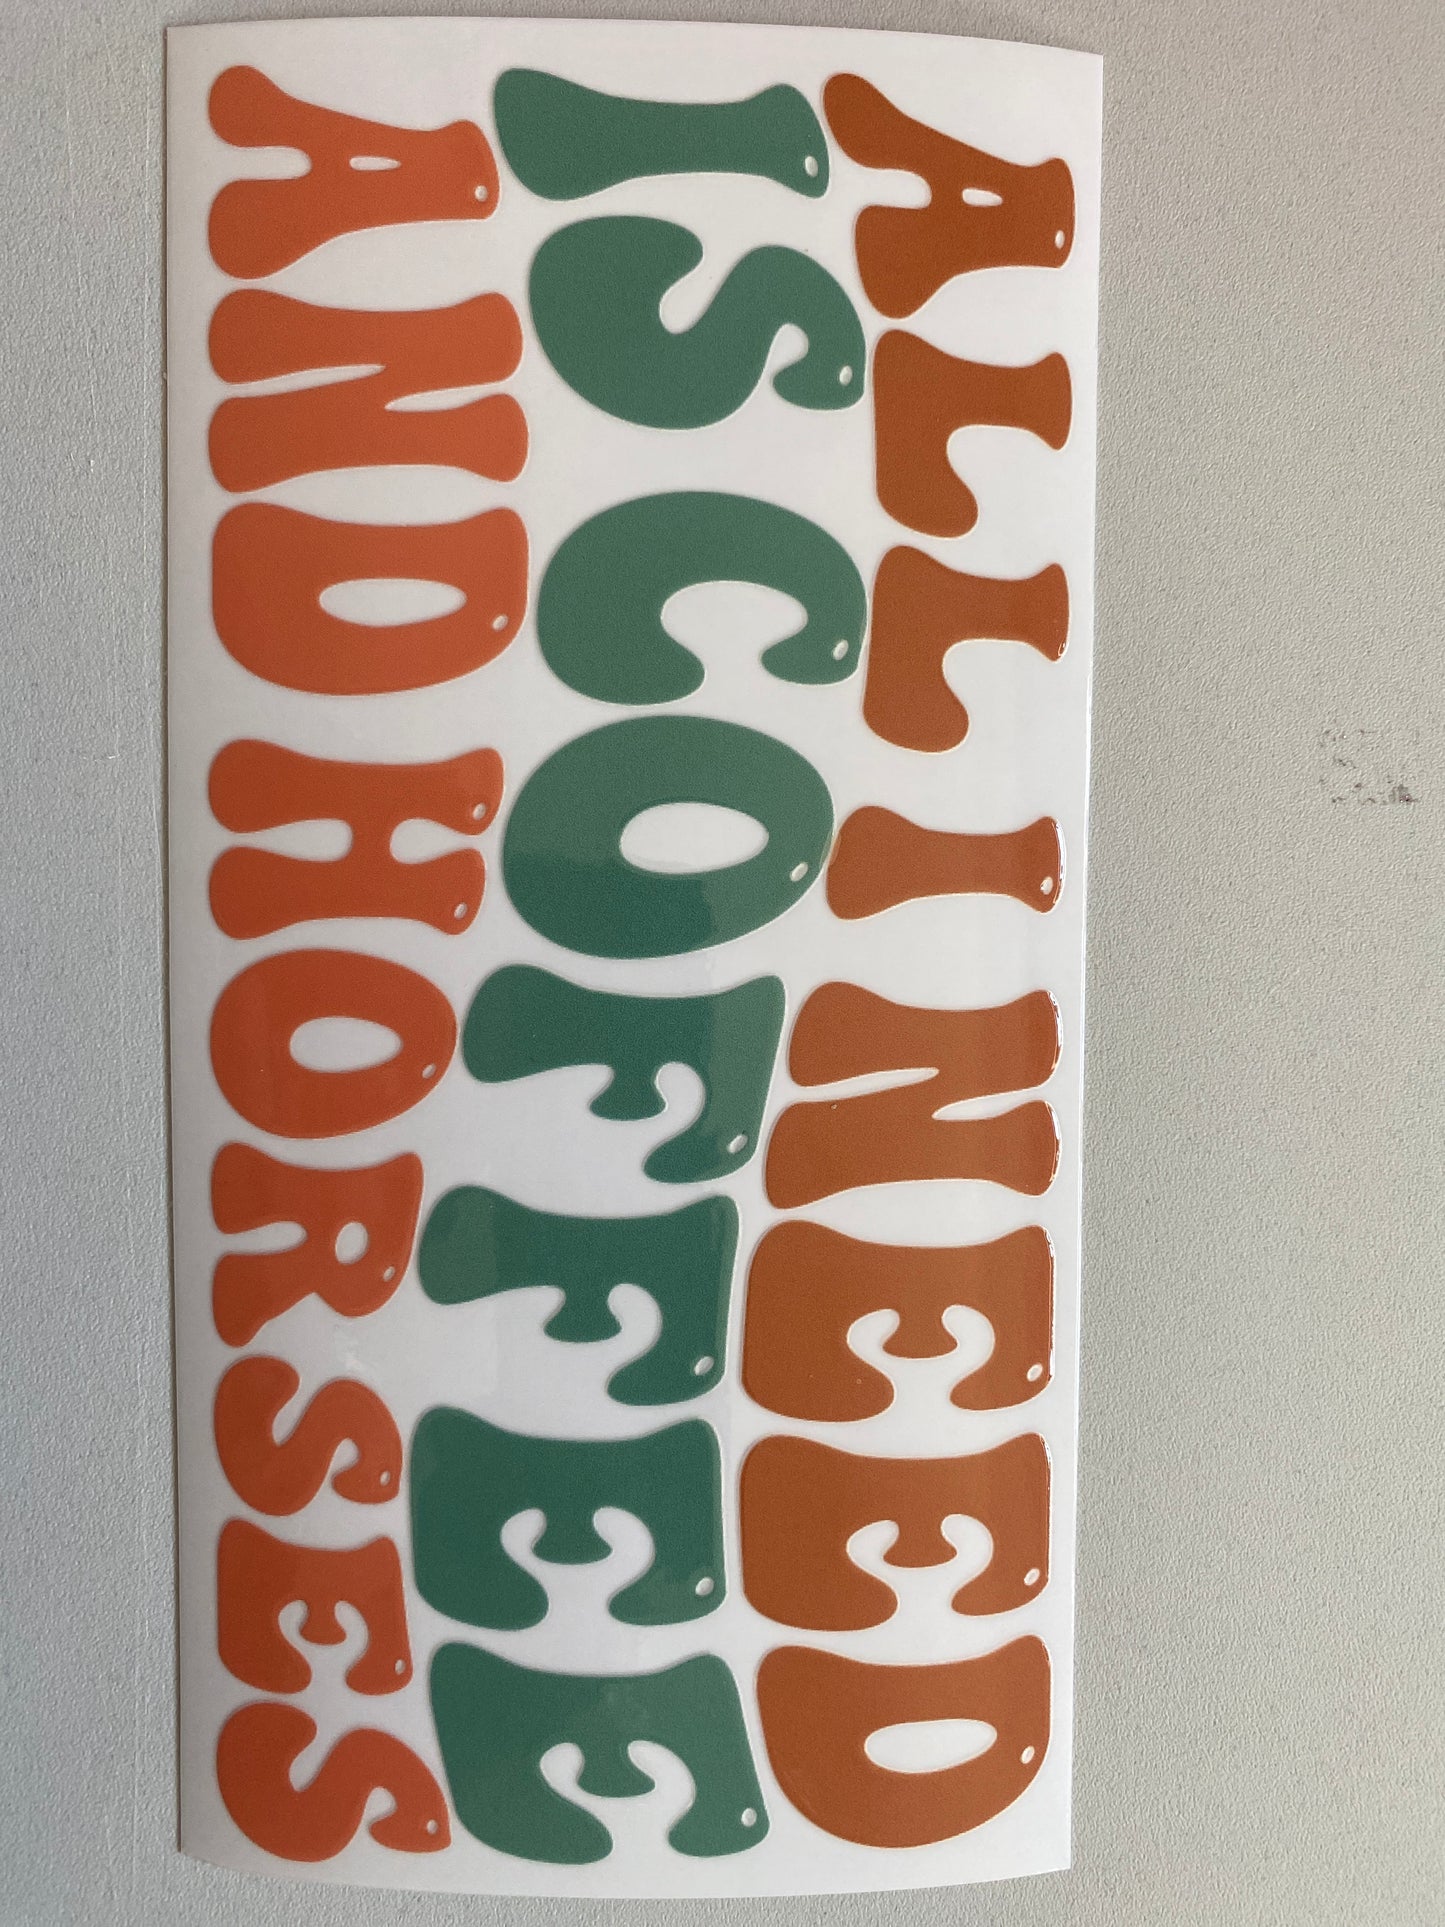 ALL I NEED
IS COFFEE
AND HORSES